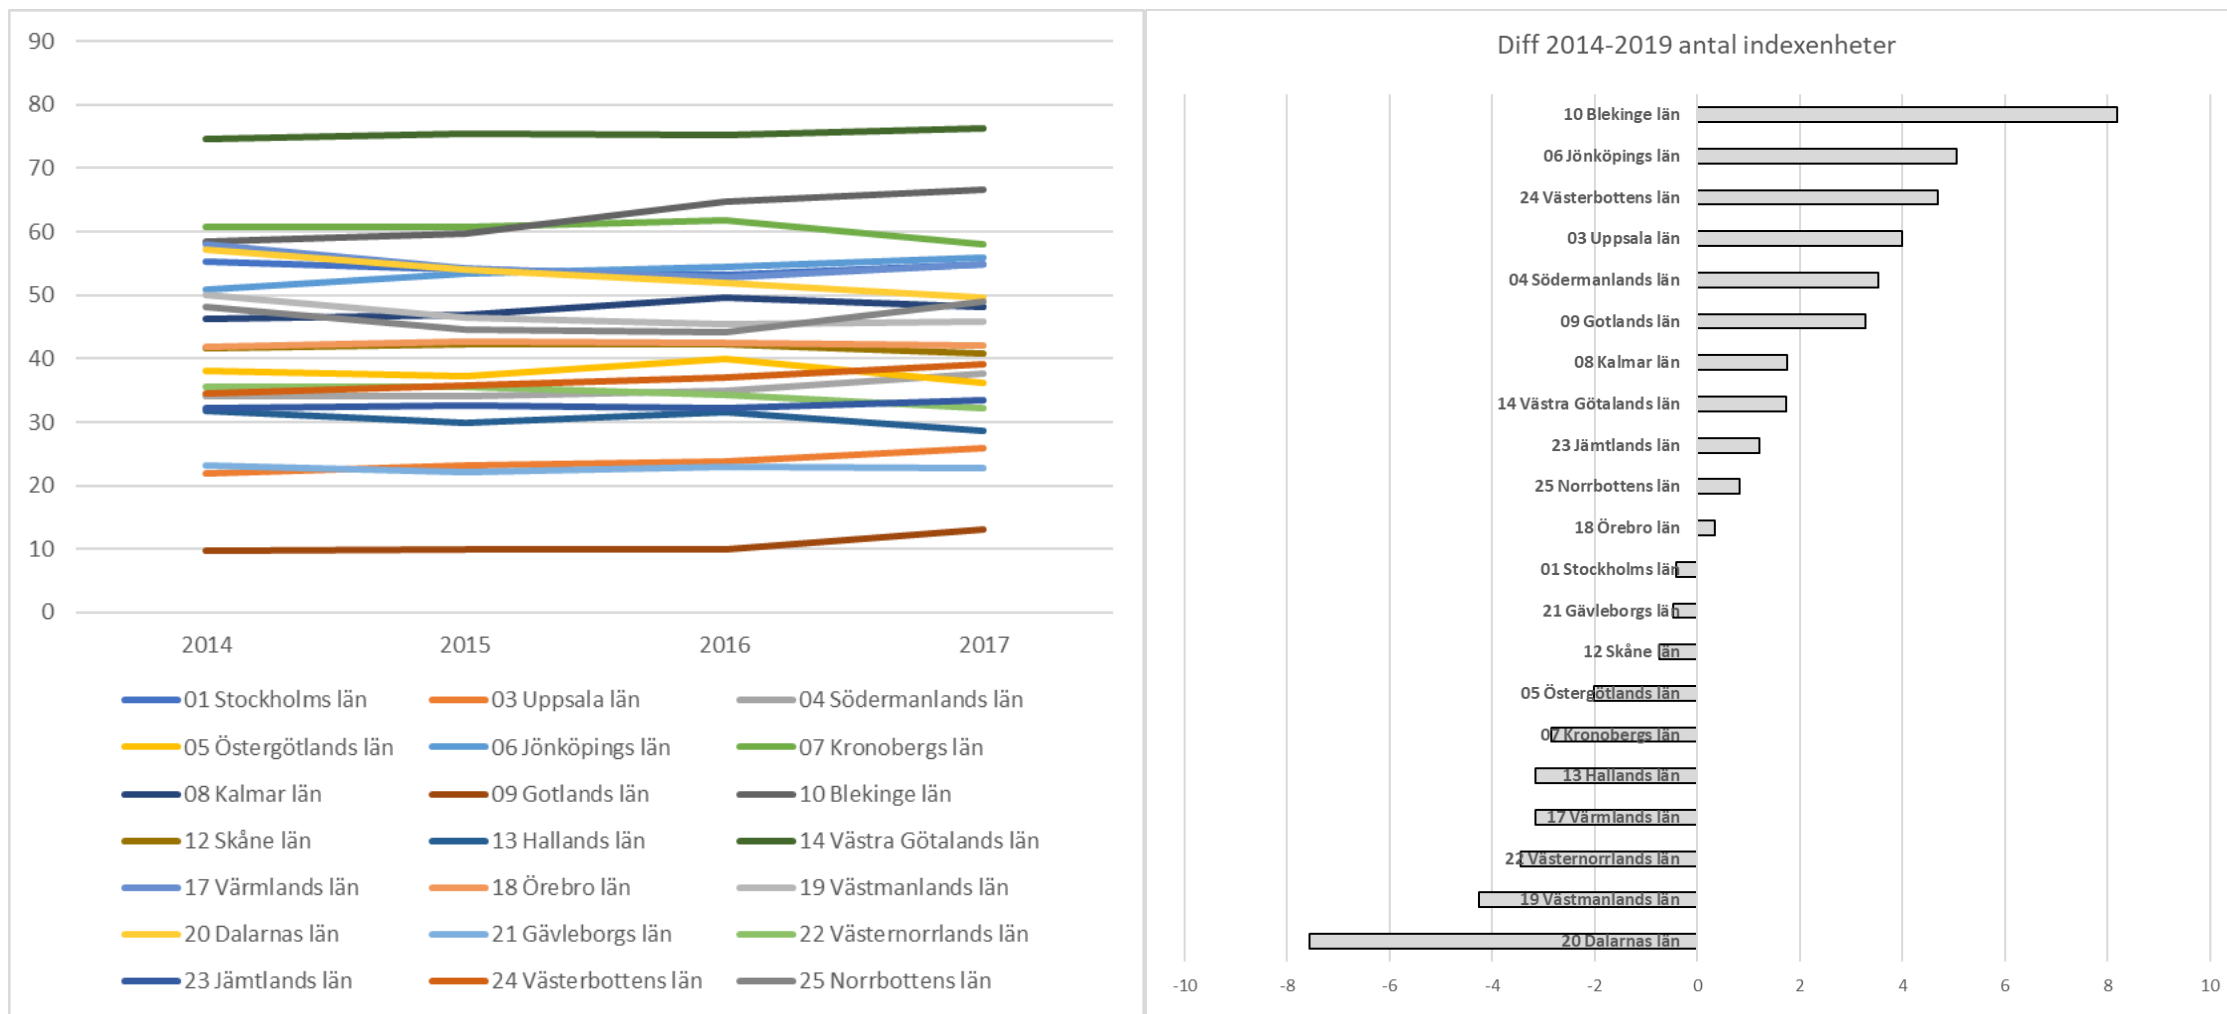 90
80
70
60
50
40
30
20
10
0
2014 2015 2016 2017
01 Stockholms län 03 Uppsala län 04 Södermanlands län
05 Östergötlands län 06 Jönköpings län 07 Kronobergs län
08 Kalmar län 09 Gotlands län 10 Blekinge län
12 Skåne län 13 Hallands län 14 Västra Götalands län
17 Värmlands län 18 Örebro län 19 Västmanlands län
20 Dalarnas län 21 Gävleborgs län 22 Västernorrlands län
23 Jämtlands län 24 Västerbottens län 25 Norrbottens län
Diff 2014-2019 antal indexenheter
10 Blekinge län
06 Jönköpings län
24 Västerbottens län
03 Uppsala län
04 Södermanlands län
09 Gotlands län
08 Kalmar län
14 Västra Götalands län
23 Jämtlands län
25 Norrbottens län
18 Örebro län
01 Stockholms län
21 Gävleborgs län
12 Skåne län
05 Östergötlands län
07 Kronobergs län
13 Hallands län
17 Värmlands län
22 Västernorrlands län
19 Västmanlands län
20 Dalarnas län
-10 -8 -6 -4 -2 0 2 4 6 8 10